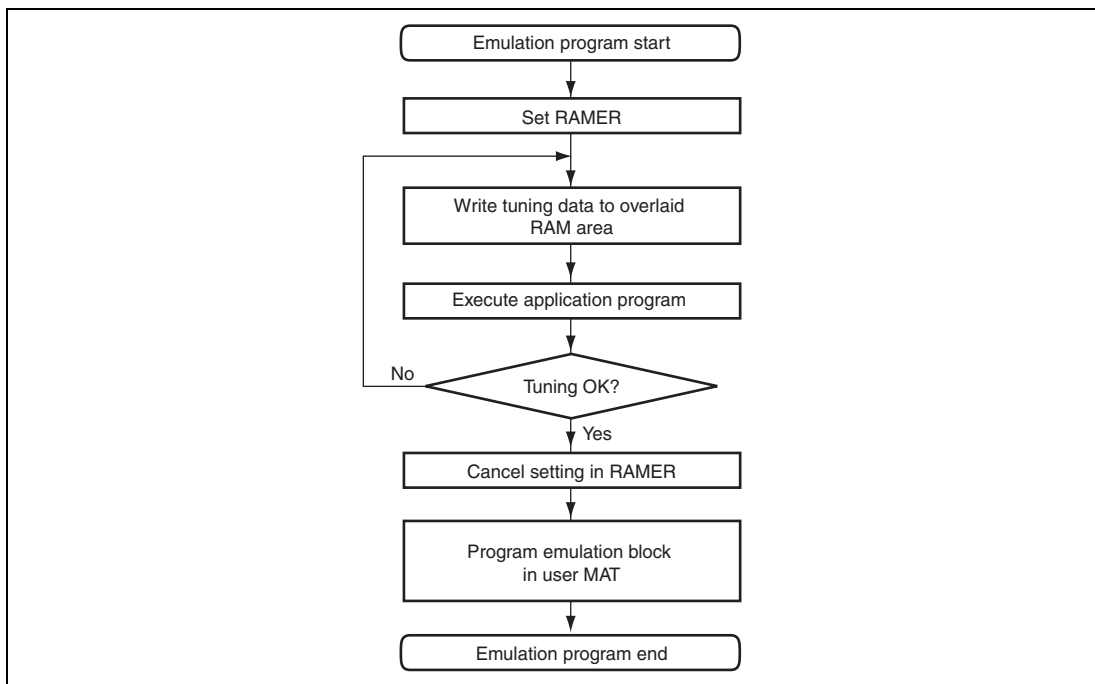 Emulation program start
Set RAMER
Write tuning data to overlaid
RAM area
Execute application program
No
Tuning OK?
Yes
Cancel setting in RAMER
Program emulation block
in user MAT
Emulation program end